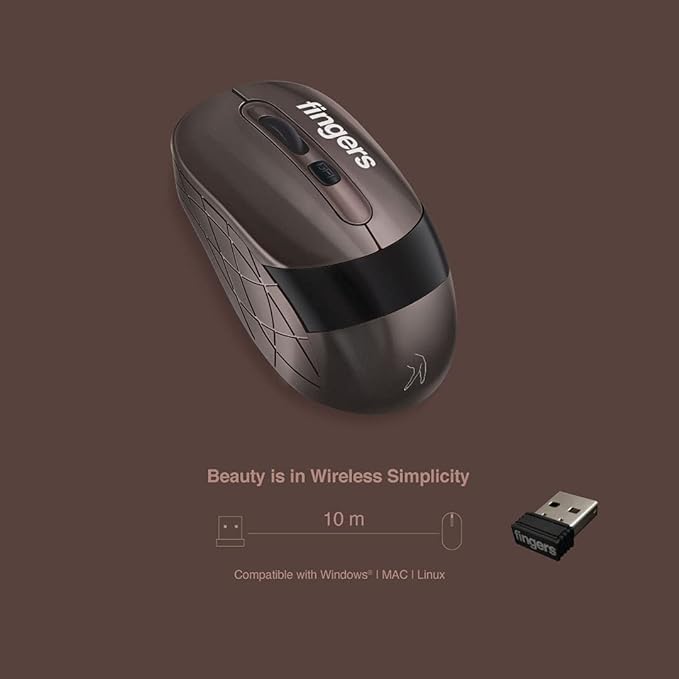 fingers
Beauty is in Wireless Simplicity
10 m
fingers
Compatible with Windows® | MAC | Linux